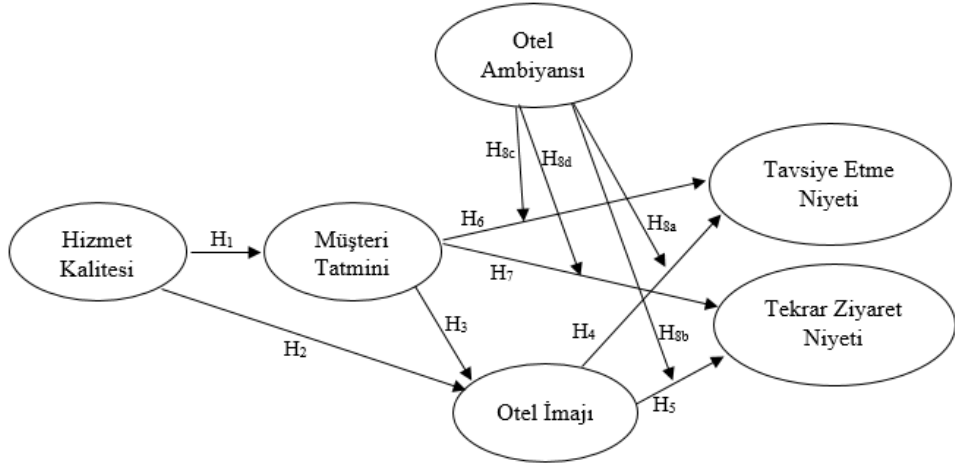 Otel
Ambiyansı
H8c
H8d
Tavsiye Etme
Niyeti
H6
H8a
Hizmet
Kalitesi
H1
Müşteri
Tatmini
H7
Tekrar Ziyaret
Niyeti
H3
H4
H8b
H2
Otel İmajı
H5